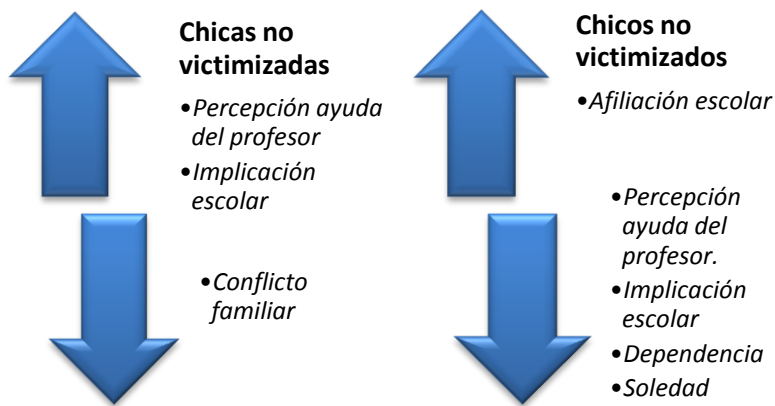 Chicas no
victimizadas
•Percepción ayuda
del profesor
•Implicación
escolar
•Conflicto
familiar
Chicos no
victimizados
•Afiliación escolar
•Percepción
ayuda del
profesor.
•Implicación
escolar
•Dependencia
•Soledad